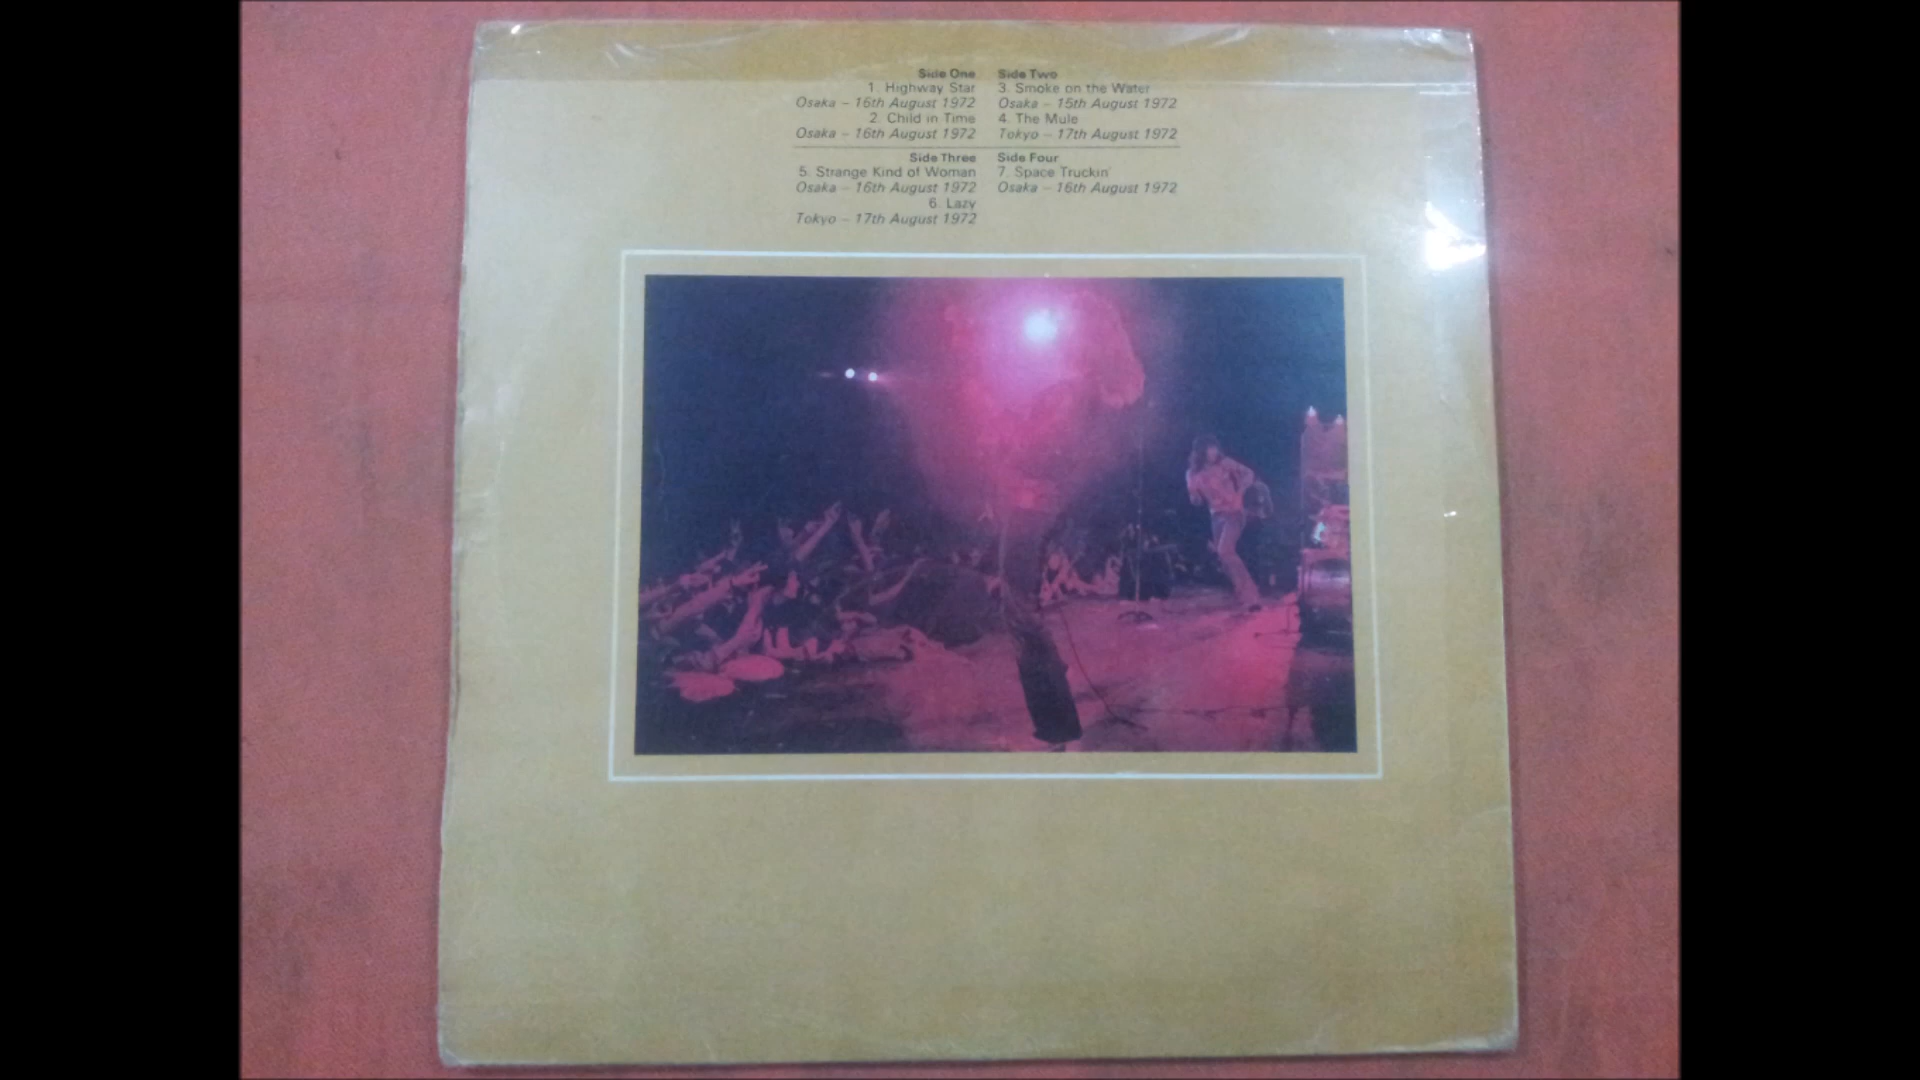 Side One
1. Highway Star
Osaka – 16th August 1972
2. Child in Time
Osaka – 16th August 1972
Side Two
3. Smoke on the Water
Osaka – 15th August 1972
4. The Mule
Tokyo – 17th August 1972
Side Three
5. Strange Kind of Woman
Osaka – 16th August 1972
6. Lazy
Tokyo – 17th August 1972
Side Four
7. Space Truckin'
Osaka – 16th August 1972